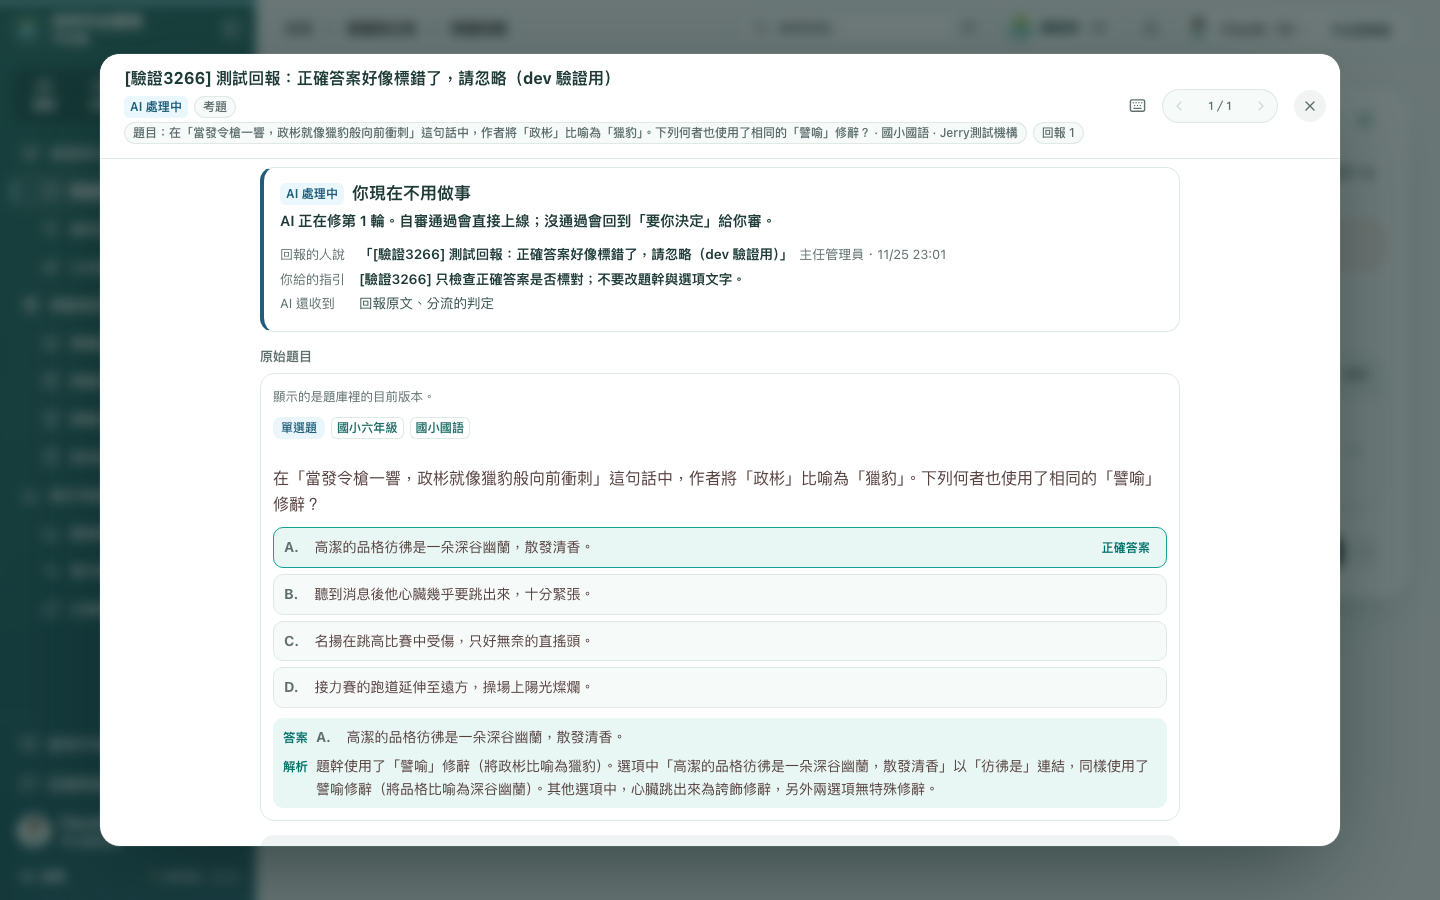 [驗證3266] 測試回報：正確答案好像標錯了，請忽略（dev 驗證用）
AI 處理中 考題
題目：在「當發令槍一響，政彬就像獵豹般向前衝刺」這句話中，作者將「政彬」比喻為「獵豹」。下列何者也使用了相同的「譬喻」修辭？ · 國小國語 · Jerry測試機構 回報 1
1 / 1
AI 處理中 你現在不用做事
AI 正在修第 1 輪。自審通過會直接上線；沒通過會回到「要你決定」給你審。
回報的人說 「[驗證3266] 測試回報：正確答案好像標錯了，請忽略（dev 驗證用）」 主任管理員 · 11/25 23:01
你給的指引 [驗證3266] 只檢查正確答案是否標對；不要改題幹與選項文字。
AI 還收到 回報原文、分流的判定
原始題目
顯示的是題庫裡的目前版本。
單選題 國小六年級 國小國語
在「當發令槍一響，政彬就像獵豹般向前衝刺」這句話中，作者將「政彬」比喻為「獵豹」。下列何者也使用了相同的「譬喻」
修辭？
A. 高潔的品格彷彿是一朵深谷幽蘭，散發清香。 正確答案
B. 聽到消息後他心臟幾乎要跳出來，十分緊張。
C. 名揚在跳高比賽中受傷，只好無奈的直搖頭。
D. 接力賽的跑道延伸至遠方，操場上陽光燦爛。
答案 A. 高潔的品格彷彿是一朵深谷幽蘭，散發清香。
解析 題幹使用了「譬喻」修辭（將政彬比喻為獵豹）。選項中「高潔的品格彷彿是一朵深谷幽蘭，散發清香」以「彷彿是」連結，同樣使用了
譬喻修辭（將品格比喻為深谷幽蘭）。其他選項中，心臟跳出來為誇飾修辭，另外兩選項無特殊修辭。